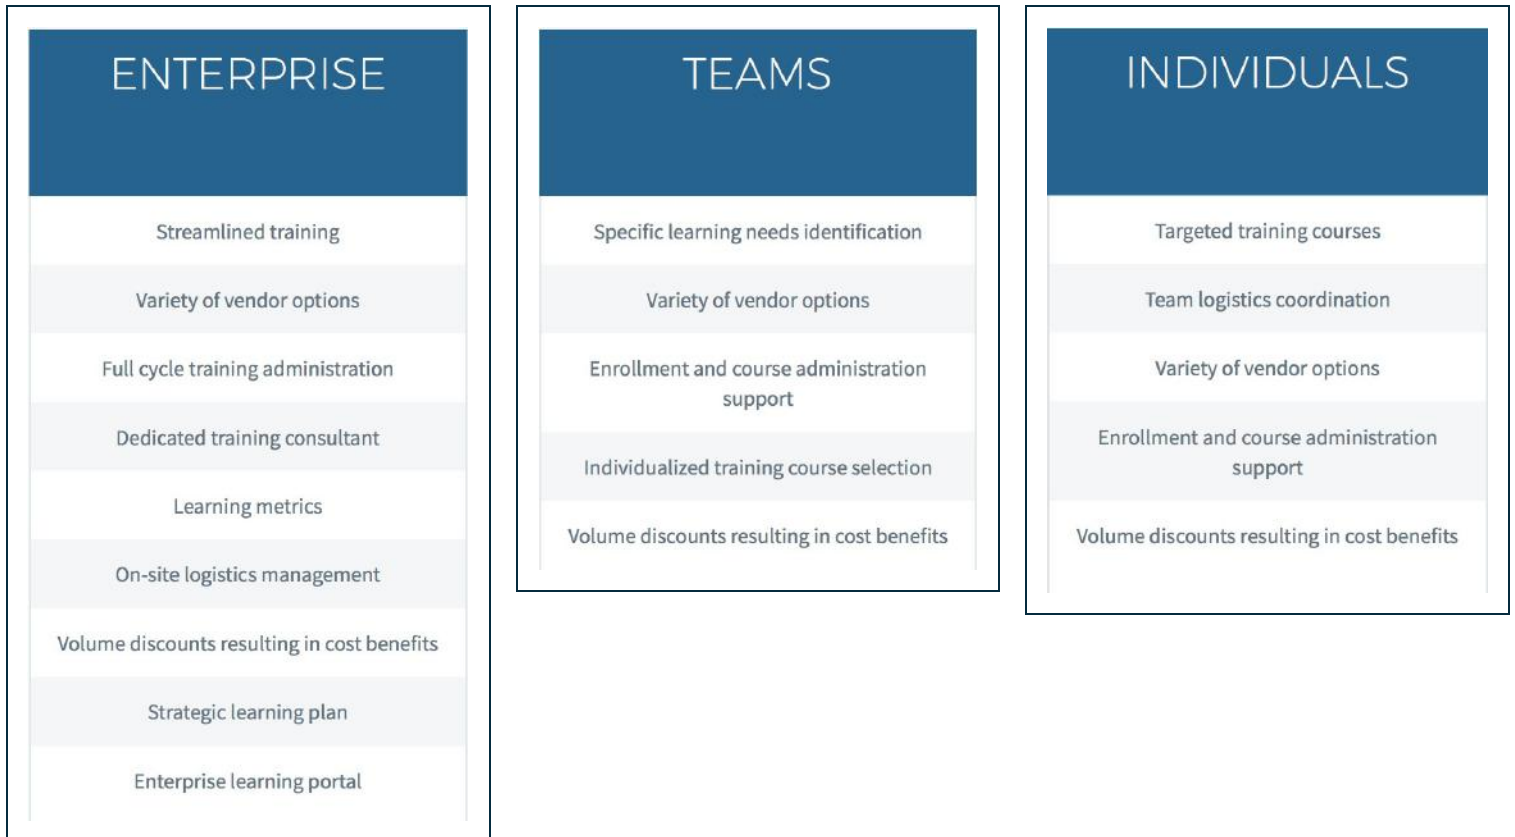 ENTERPRISE
Streamlined training
Variety of vendor options
Full cycle training administration
Dedicated training consultant
Learning metrics
On-site logistics management
Volume discounts resulting in cost benefits
Strategic learning plan
Enterprise learning portal
TEAMS
Specific learning needs identification
Variety of vendor options
Enrollment and course administration
support
Individualized training course selection
Volume discounts resulting in cost benefits
INDIVIDUALS
Targeted training courses
Team logistics coordination
Variety of vendor options
Enrollment and course administration
support
Volume discounts resulting in cost benefits